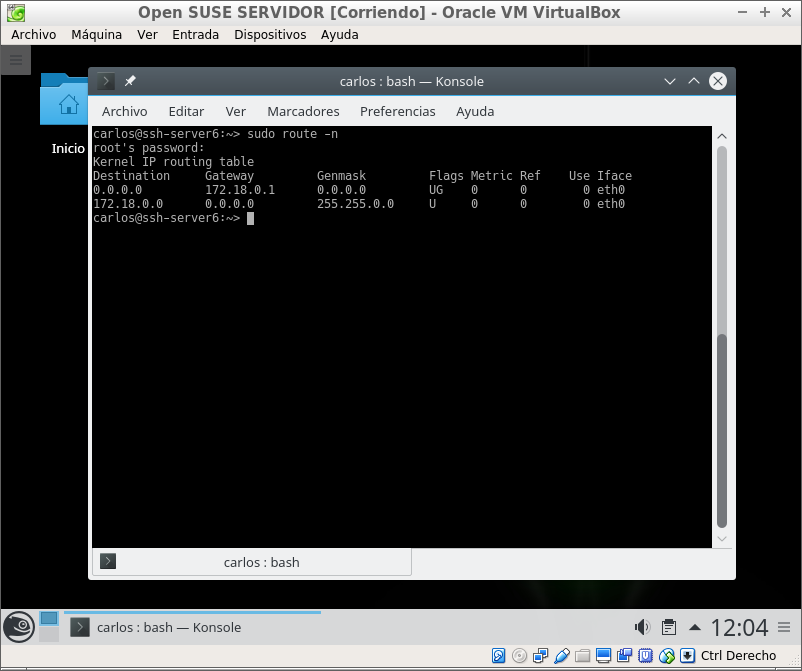 Open SUSE SERVIDOR [Corriendo] - Oracle VM VirtualBox
Archivo Máquina Ver Entrada Dispositivos Ayuda
carlos : bash — Konsole
Archivo Editar Ver Marcadores Preferencias Ayuda
Inicio
carlos@ssh-server6:~> sudo route -n
root's password:
Kernel IP routing table
Destination Gateway Genmask Flags Metric Ref Use Iface
0.0.0.0 172.18.0.1 0.0.0.0 UG 0 0 0 eth0
172.18.0.0 0.0.0.0 255.255.0.0 U 0 0 0 eth0
carlos@ssh-server6:~>
carlos : bash
carlos : bash — Konsole
12:04
Ctrl Derecho